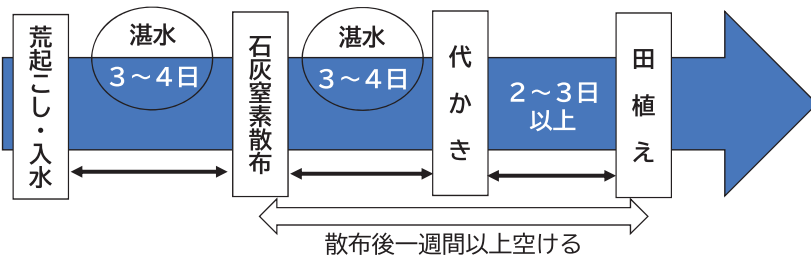 荒起こし・入水
湛水
3~4日
石灰窒素散布
湛水
3~4日
代かき
2~3日
以上
田植え
散布後一週間以上空ける